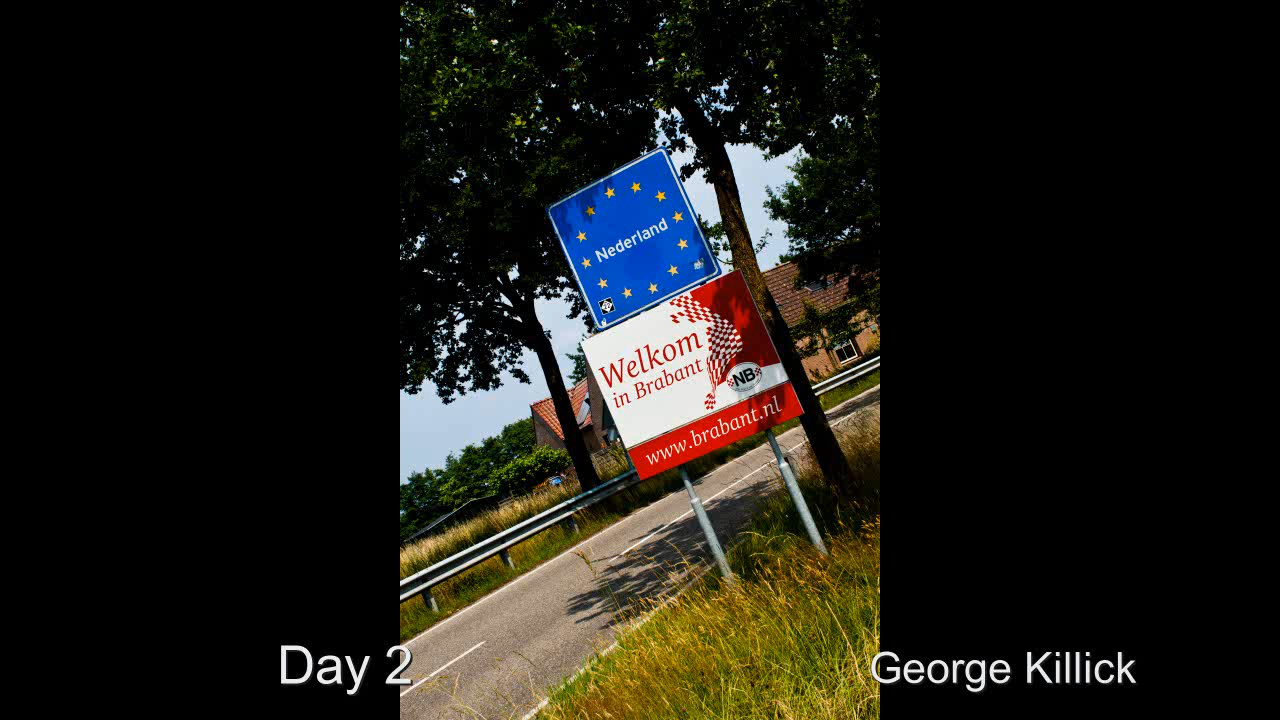 Nederland
Welkom
in Brabant
NB
www.brabant.nl
Day 2
George Killick